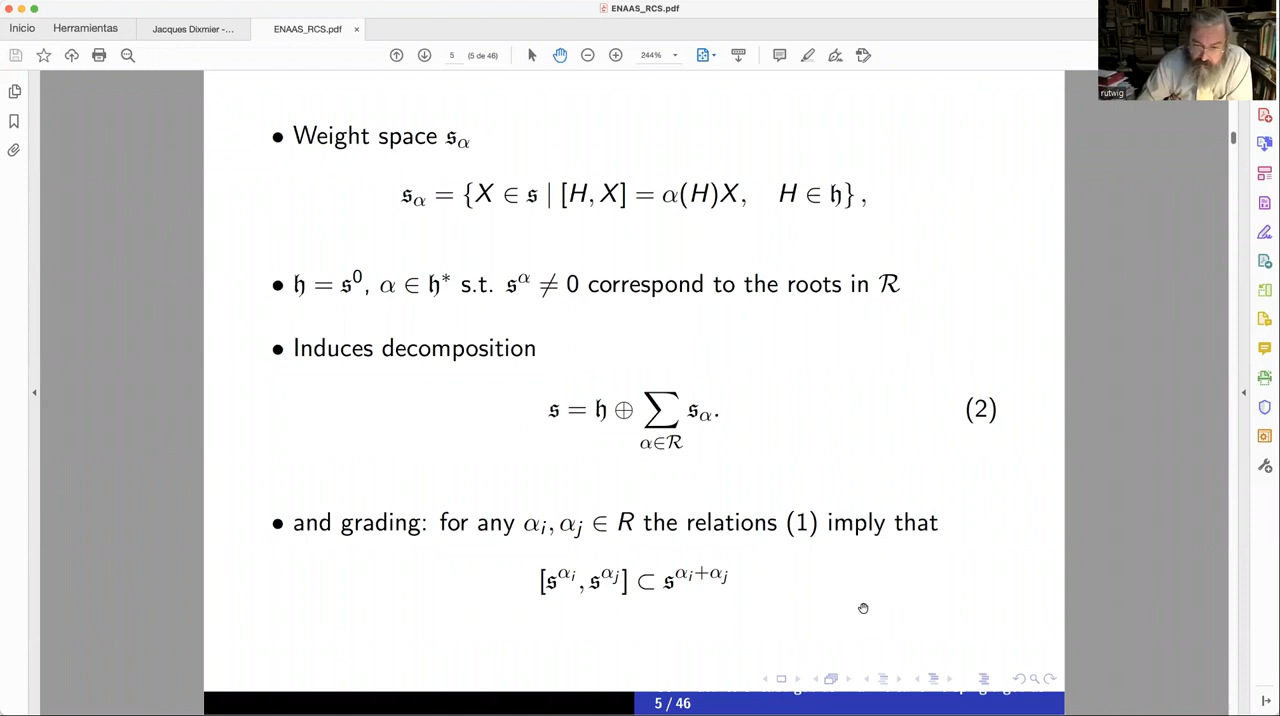 ENAAS_RCS.pdf
Inicio
Herramientas
Jacques Dixmier -...
ENAAS_RCS.pdf
5
(5 de 46)
244%
rutwig
• Weight space 𝔰_α
𝔰_α = {X ∈ 𝔰 | [H, X] = α(H)X, H ∈ 𝔥} ,
• 𝔥 = 𝔰^0, α ∈ 𝔥* s.t. 𝔰^α ≠ 0 correspond to the roots in ℛ
• Induces decomposition
𝔰 = 𝔥 ⊕ ∑_{α∈ℛ} 𝔰_α. (2)
• and grading: for any α_i, α_j ∈ R the relations (1) imply that
[𝔰^{α_i}, 𝔰^{α_j}] ⊂ 𝔰^{α_i+α_j}
5 / 46